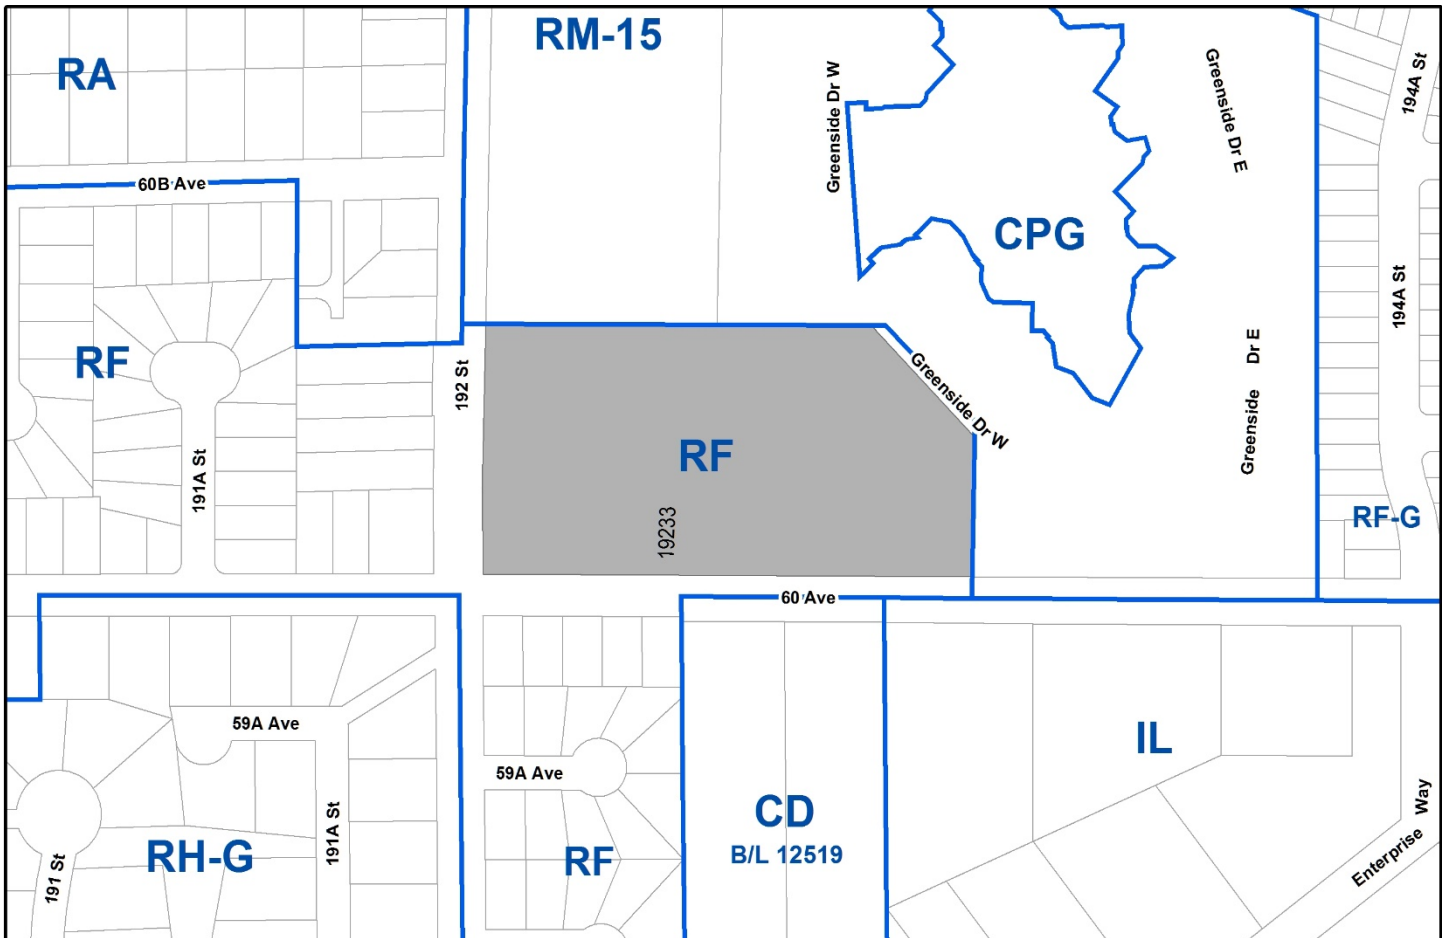 RM-15
RA
Greenside Dr W
Greenside Dr E
194A St
60B Ave
CPG
194A St
RF
192 St
Greenside Dr W
Greenside Dr E
RF
191A St
19233
RF-G
60 Ave
59A Ave
59A Ave
IL
CD
B/L 12519
191A St
RH-G
RF
191 St
Enterprise Way